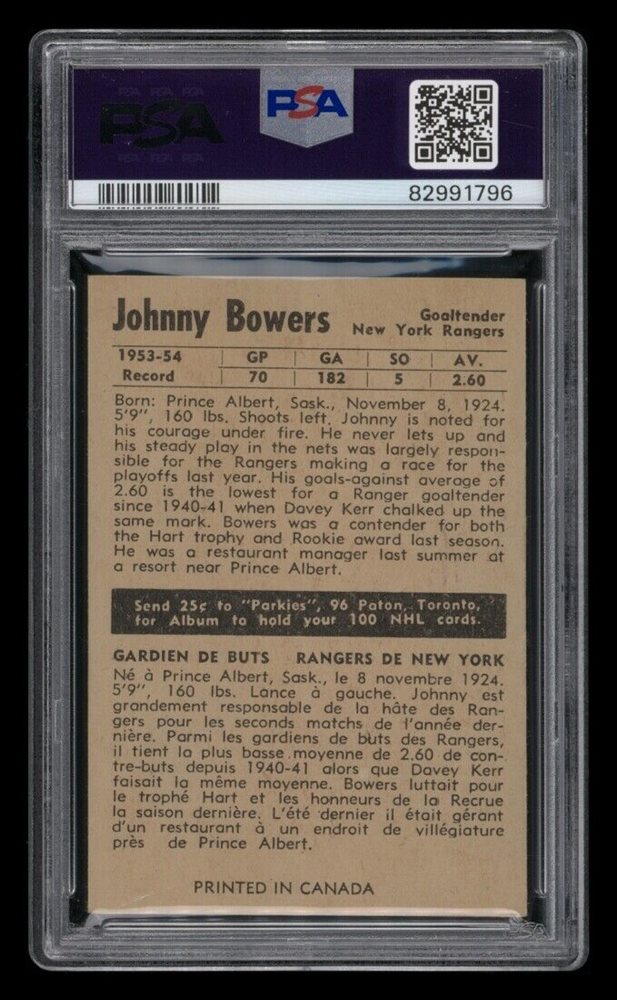 PSA PSA PSA
PSA
PSA PSA PSA
PSA
82991796
Johnny Bowers
Goaltender
New York Rangers
1953-54 GP GA SO AV.
Record 70 182 5 2.60
Born: Prince Albert, Sask., November 8, 1924.
5'9", 160 lbs. Shoots left. Johnny is noted for
his courage under fire. He never lets up and
his steady play in the nets was largely respon-
sible for the Rangers making a race for the
playoffs last year. His goals-against average of
2.60 is the lowest for a Ranger goaltender
since 1940-41 when Davey Kerr chalked up the
same mark. Bowers was a contender for both
the Hart trophy and Rookie award last season.
He was a restaurant manager last summer at
a resort near Prince Albert.
Send 25¢ to "Parkies", 96 Paton, Toronto,
for Album to hold your 100 NHL cards.
GARDIEN DE BUTS RANGERS DE NEW YORK
Né à Prince Albert, Sask., le 8 novembre 1924.
5'9", 160 lbs. Lance à gauche. Johnny est
grandement responsable de la hâte des Ran-
gers pour les seconds matchs de l'année der-
nière. Parmi les gardiens de buts des Rangers,
il tient la plus basse moyenne de 2.60 de con-
tre-buts depuis 1940-41 alors que Davey Kerr
faisait la même moyenne. Bowers luttait pour
le trophé Hart et les honneurs de la Recrue
la saison dernière. L'été dernier il était gérant
d'un restaurant à un endroit de villégiature
près de Prince Albert.
PRINTED IN CANADA